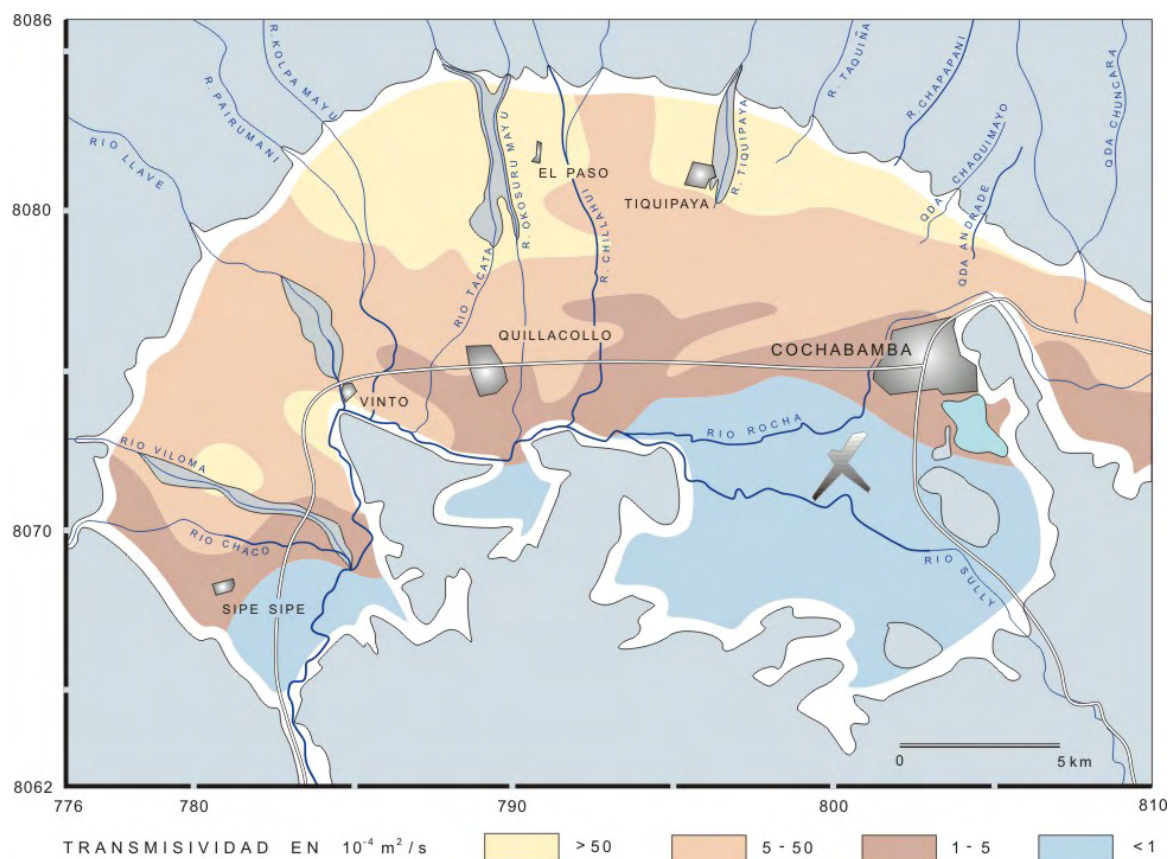 8086
8080
8070
8062
776
780
790
800
810
RIO LLAVE
R. PAIRUMANI
R. KOLPA MAYU
RIO TACATA
R. OKOSURU MAYU
EL PASO
R. CHILLAHUI
TIQUIPAYA
R. TIQUIPAYA
R. TAQUIÑA
R. CHAPAPANI
QDA CHAQUIMAYO
QDA ANDRADE
QDA CHUNCARA
QUILLACOLLO
COCHABAMBA
VINTO
RIO VILOMA
RIO ROCHA
RIO CHACO
SIPE SIPE
RIO SULLY
0 5 km
TRANSMISIVIDAD EN 10⁻⁴ m² / s > 50 5 - 50 1 - 5 < 1